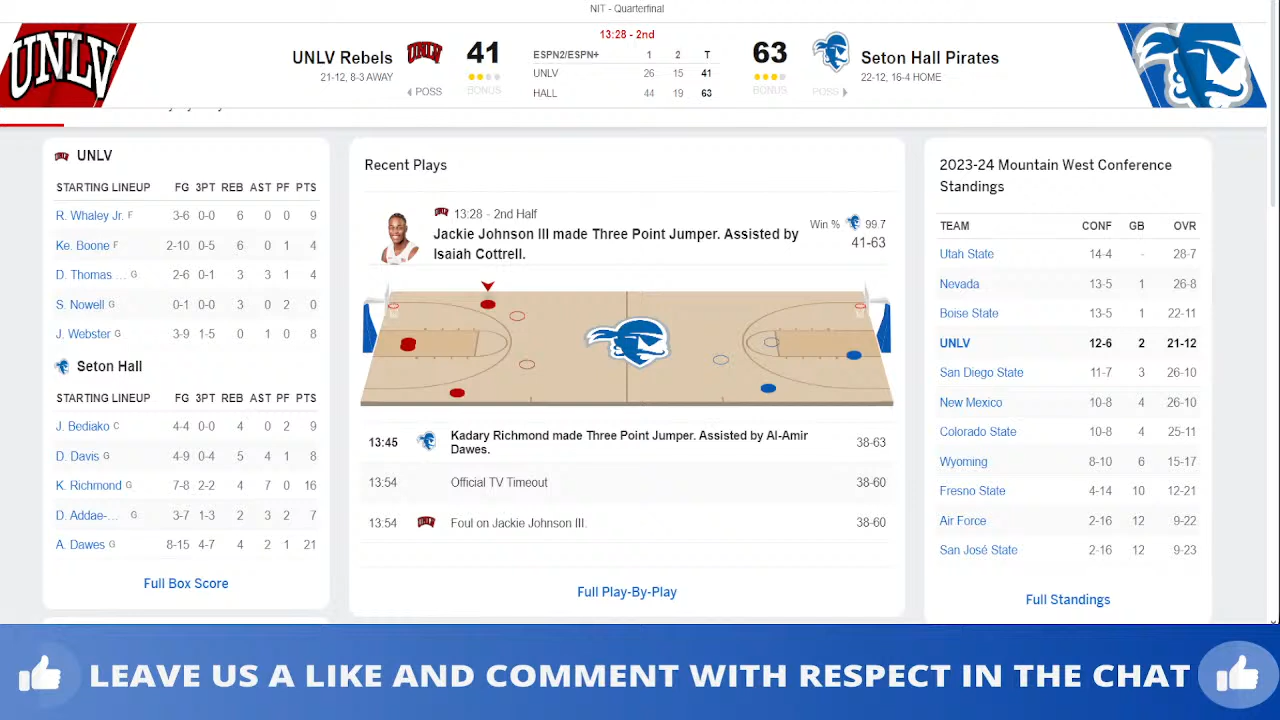 NIT - Quarterfinal
UNLV
UNLV Rebels
21-12, 8-3 AWAY
UNLV
41
BONUS
POSS
13:28 - 2nd
ESPN2/ESPN+ 1 2 T
UNLV 26 15 41
HALL 44 19 63
63
BONUS
Seton Hall Pirates
22-12, 16-4 HOME
POSS
UNLV
STARTING LINEUP FG 3PT REB AST PF PTS
R. Whaley Jr. F 3-6 0-0 6 0 0 9
Ke. Boone F 2-10 0-5 6 0 1 4
D. Thomas ... G 2-6 0-1 3 3 1 4
S. Nowell G 0-1 0-0 3 0 2 0
J. Webster G 3-9 1-5 0 1 0 8
Seton Hall
STARTING LINEUP FG 3PT REB AST PF PTS
J. Bediako C 4-4 0-0 4 0 2 9
D. Davis G 4-9 0-4 5 4 1 8
K. Richmond G 7-8 2-2 4 7 0 16
D. Addae-... G 3-7 1-3 2 3 2 7
A. Dawes G 8-15 4-7 4 2 1 21
Full Box Score
Recent Plays
13:28 - 2nd Half
Jackie Johnson III made Three Point Jumper. Assisted by
Isaiah Cottrell.
Win % 99.7
41-63
13:45 Kadary Richmond made Three Point Jumper. Assisted by Al-Amir
Dawes. 38-63
13:54 Official TV Timeout 38-60
13:54 Foul on Jackie Johnson III. 38-60
Full Play-By-Play
2023-24 Mountain West Conference
Standings
TEAM CONF GB OVR
Utah State 14-4 - 28-7
Nevada 13-5 1 26-8
Boise State 13-5 1 22-11
UNLV 12-6 2 21-12
San Diego State 11-7 3 26-10
New Mexico 10-8 4 26-10
Colorado State 10-8 4 25-11
Wyoming 8-10 6 15-17
Fresno State 4-14 10 12-21
Air Force 2-16 12 9-22
San José State 2-16 12 9-23
Full Standings
LEAVE US A LIKE AND COMMENT WITH RESPECT IN THE CHAT